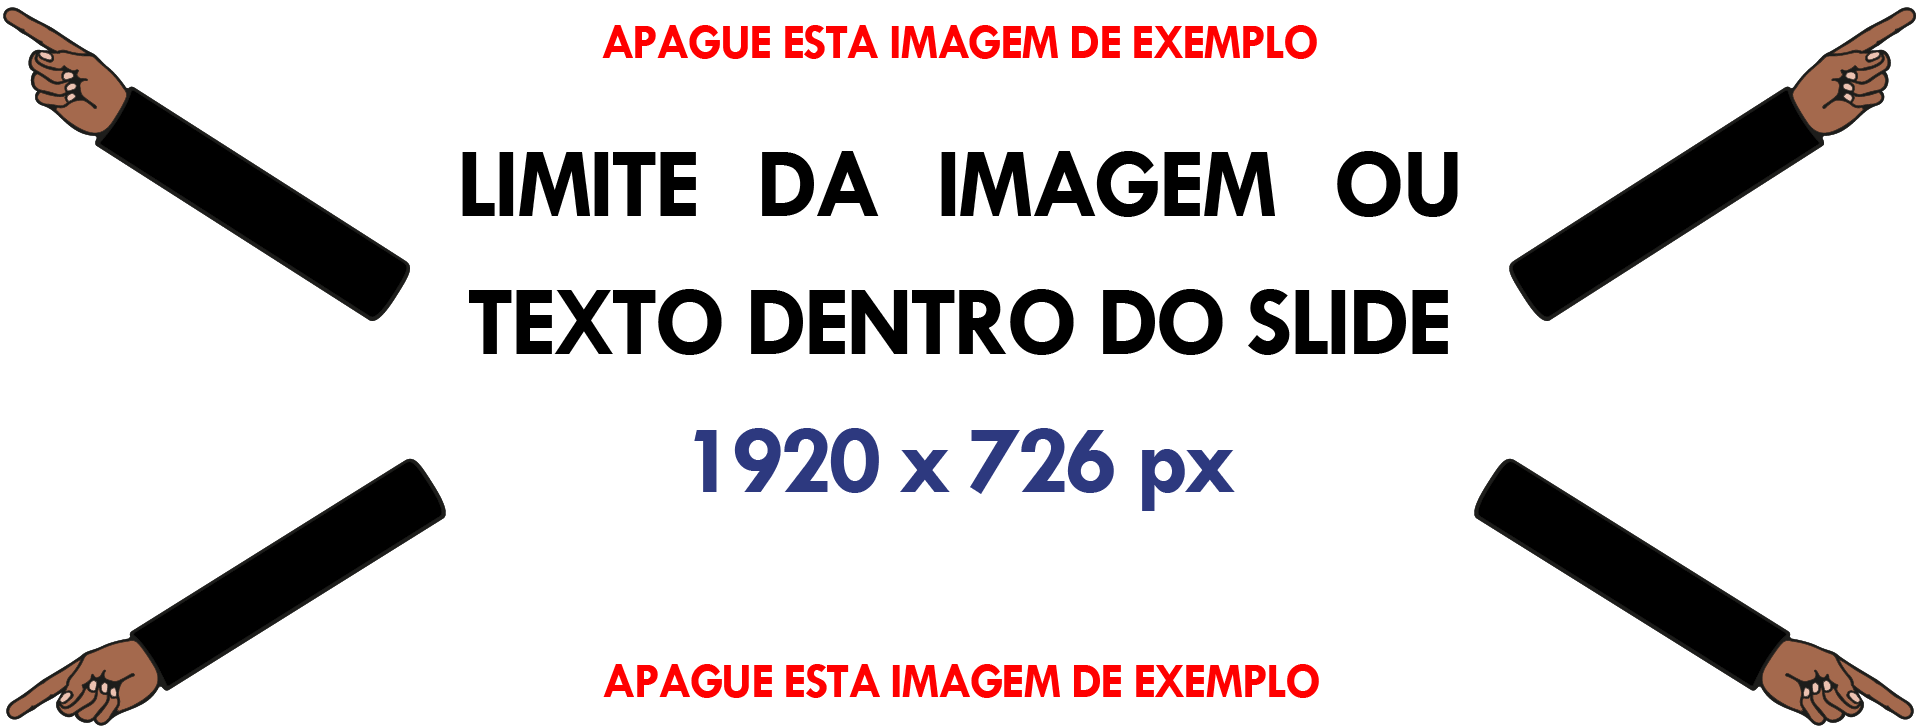 APAGUE ESTA IMAGEM DE EXEMPLO
LIMITE DA IMAGEM OU
TEXTO DENTRO DO SLIDE
1920 x 726 px
APAGUE ESTA IMAGEM DE EXEMPLO